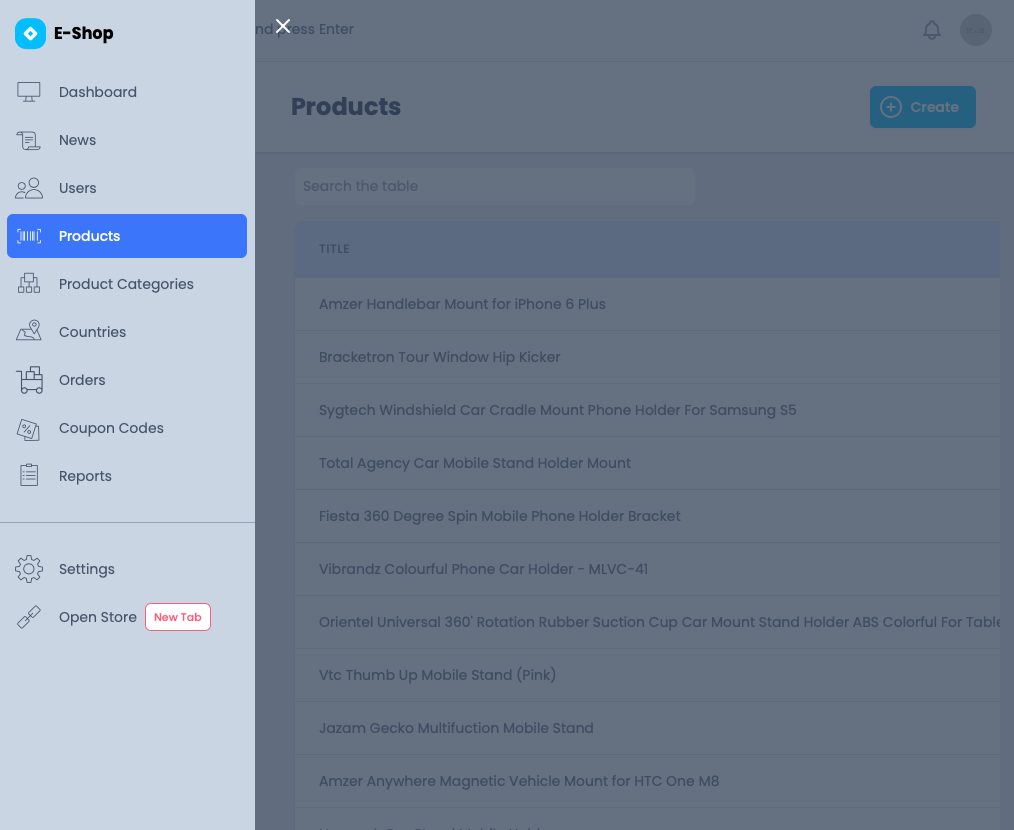 E-Shop
Dashboard
News
Users
Products
Product Categories
Countries
Orders
Coupon Codes
Reports
Settings
Open Store New Tab
press Enter
Products
Create
Search the table
TITLE
Amzer Handlebar Mount for iPhone 6 Plus
Bracketron Tour Window Hip Kicker
Sygtech Windshield Car Cradle Mount Phone Holder For Samsung S5
Total Agency Car Mobile Stand Holder Mount
Fiesta 360 Degree Spin Mobile Phone Holder Bracket
Vibrandz Colourful Phone Car Holder - MLVC-41
Orientel Universal 360' Rotation Rubber Suction Cup Car Mount Stand Holder ABS Colorful For Table
Vtc Thumb Up Mobile Stand (Pink)
Jazam Gecko Multifuction Mobile Stand
Amzer Anywhere Magnetic Vehicle Mount for HTC One M8